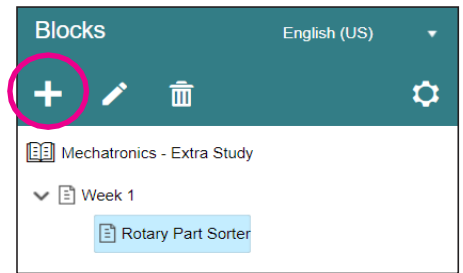 Blocks English (US)
Mechatronics - Extra Study
Week 1
Rotary Part Sorter